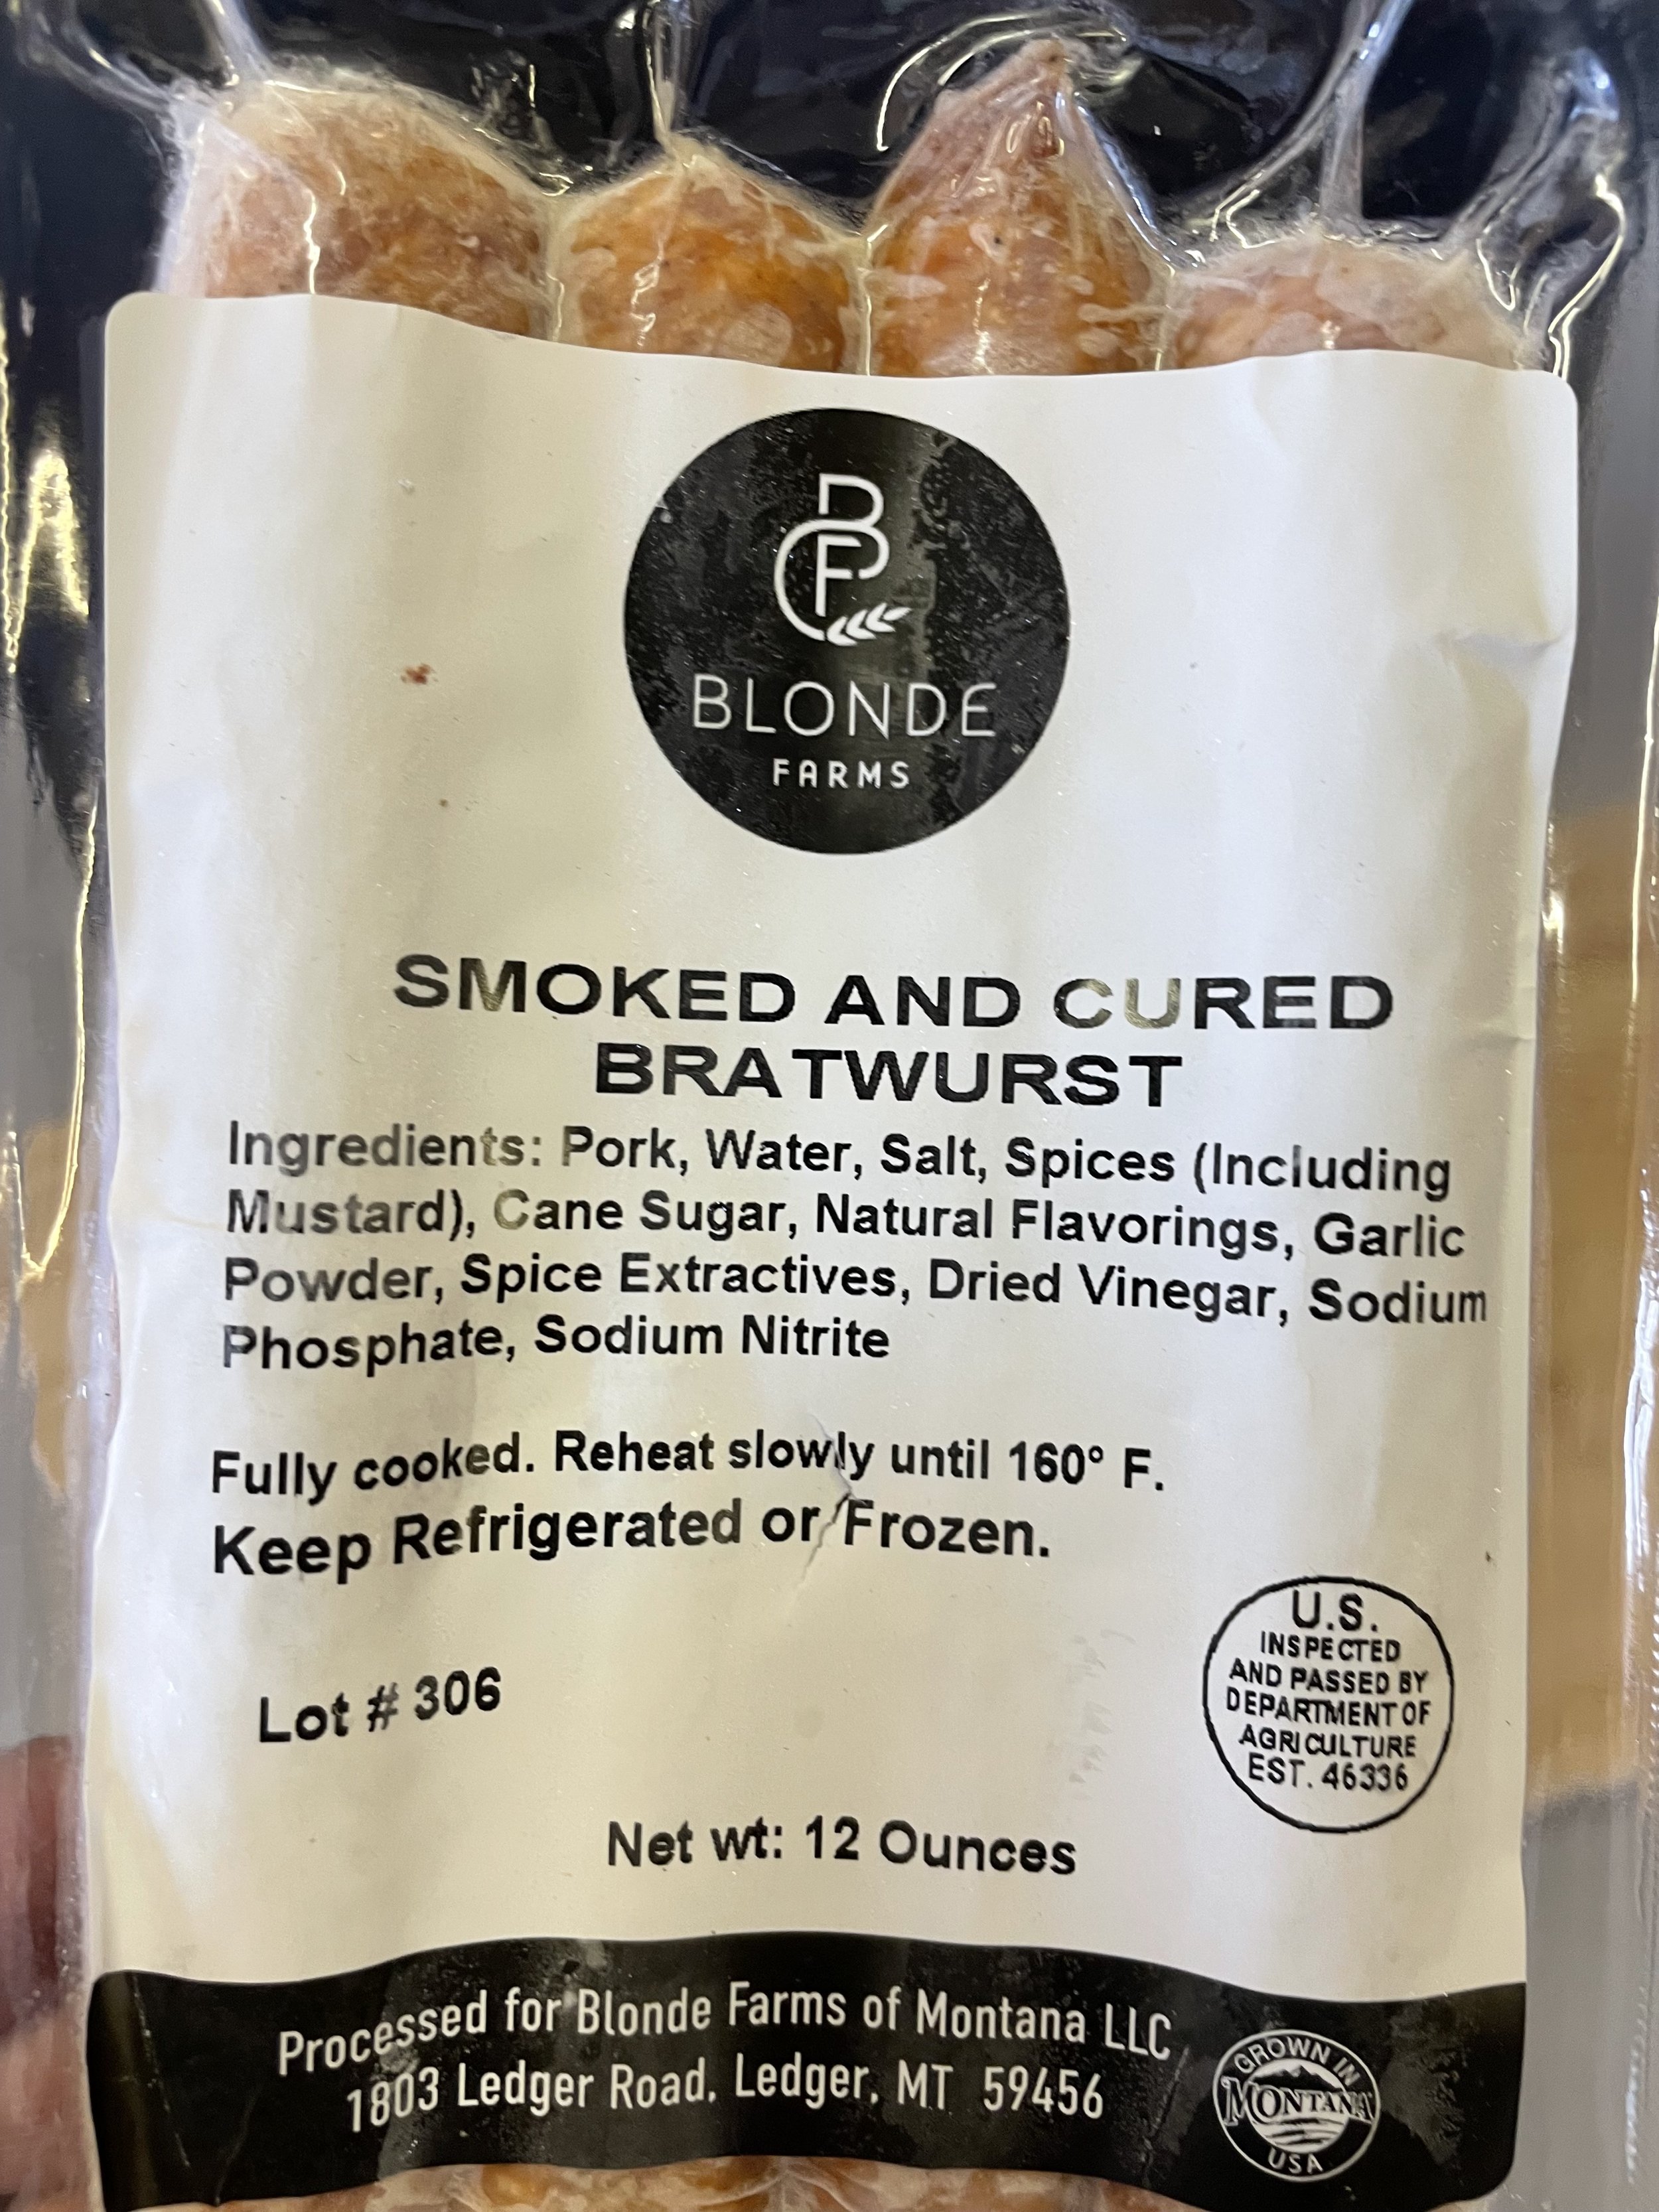 BF
BLONDE
FARMS
SMOKED AND CURED
BRATWURST
Ingredients: Pork, Water, Salt, Spices (Including
Mustard), Cane Sugar, Natural Flavorings, Garlic
Powder, Spice Extractives, Dried Vinegar, Sodium
Phosphate, Sodium Nitrite
Fully cooked. Reheat slowly until 160° F.
Keep Refrigerated or Frozen.
Lot # 306
U.S.
INSPECTED
AND PASSED BY
DEPARTMENT OF
AGRICULTURE
EST. 46336
Net wt: 12 Ounces
Processed for Blonde Farms of Montana LLC
1803 Ledger Road, Ledger, MT 59456
GROWN IN
MONTANA
USA